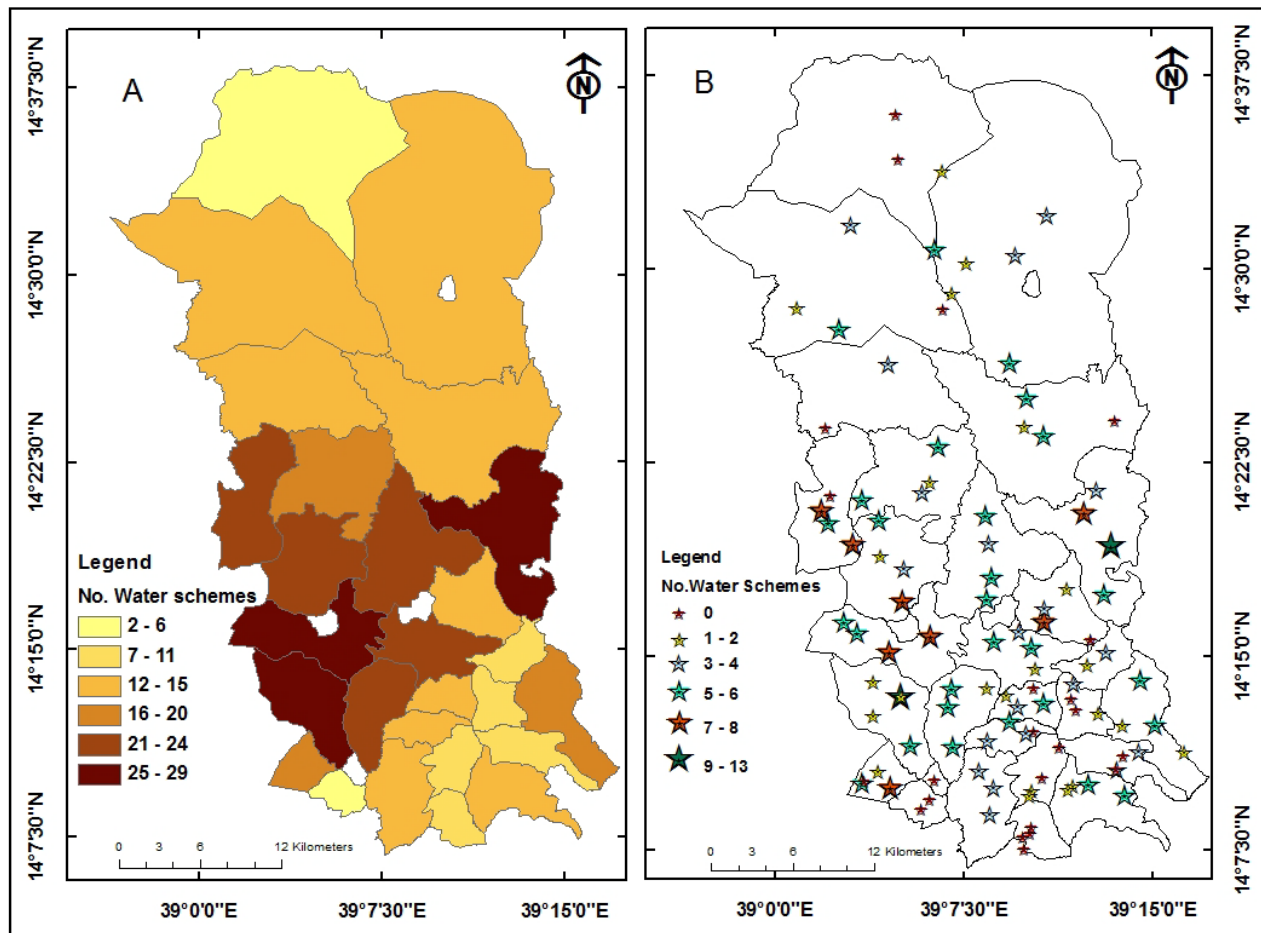 A
N
14°37'30"N
14°30'0"N
14°22'30"N
14°15'0"N
14°7'30"N
Legend
No. Water schemes
2 - 6
7 - 11
12 - 15
16 - 20
21 - 24
25 - 29
0 3 6 12 Kilometers
39°0'0"E 39°7'30"E 39°15'0"E
B
N
14°37'30"N
14°30'0"N
14°22'30"N
14°15'0"N
14°7'30"N
Legend
No.Water Schemes
0
1 - 2
3 - 4
5 - 6
7 - 8
9 - 13
0 3 6 12 Kilometers
39°0'0"E 39°7'30"E 39°15'0"E